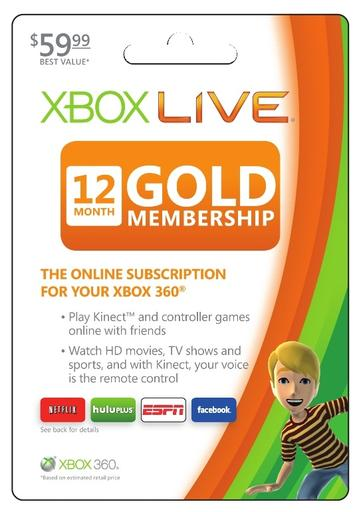 $59.99
BEST VALUE*
XBOX LIVE®
12 MONTH GOLD MEMBERSHIP
THE ONLINE SUBSCRIPTION
FOR YOUR XBOX 360®
• Play Kinect™ and controller games
online with friends
• Watch HD movies, TV shows and
sports, and with Kinect, your voice
is the remote control
NETFLIX huluPLUS ESPN facebook.
See back for details
XBOX 360®
*Based on estimated retail price